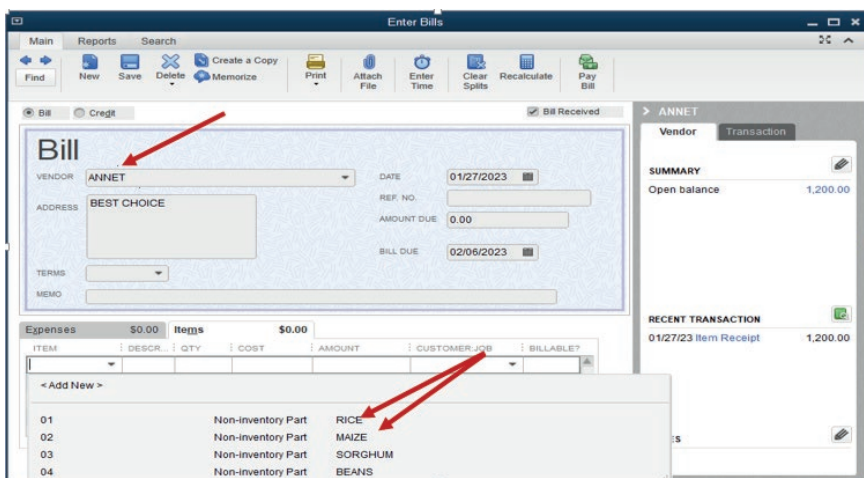 Enter Bills
Main Reports Search
Find New Save Delete Create a Copy Memorize Print Attach File Enter Time Clear Splits Recalculate Pay Bill
Bill Credit Bill Received
ANNET
Vendor Transaction
Bill
VENDOR ANNET DATE 01/27/2023
ADDRESS BEST CHOICE REF. NO.
AMOUNT DUE 0.00
BILL DUE 02/06/2023
TERMS
MEMO
SUMMARY
Open balance 1,200.00
RECENT TRANSACTION
01/27/23 Item Receipt 1,200.00
Expenses $0.00 Items $0.00
ITEM DESCR... QTY COST AMOUNT CUSTOMER:JOB BILLABLE?
< Add New >
01 Non-inventory Part RICE
02 Non-inventory Part MAIZE
03 Non-inventory Part SORGHUM
04 Non-inventory Part BEANS